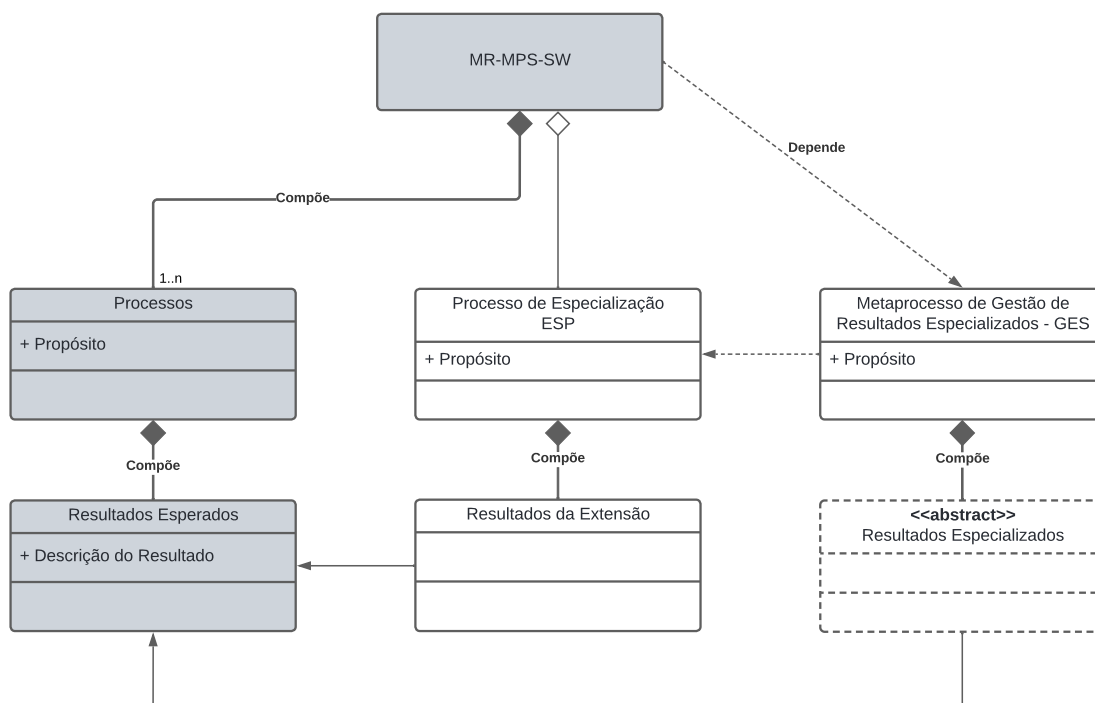 MR-MPS-SW
Depende
Compõe
1..n
Processos
+ Propósito
Processo de Especialização
ESP
+ Propósito
Metaprocesso de Gestão de
Resultados Especializados - GES
+ Propósito
Compõe
Compõe
Compõe
Resultados Esperados
+ Descrição do Resultado
Resultados da Extensão
<<abstract>>
Resultados Especializados